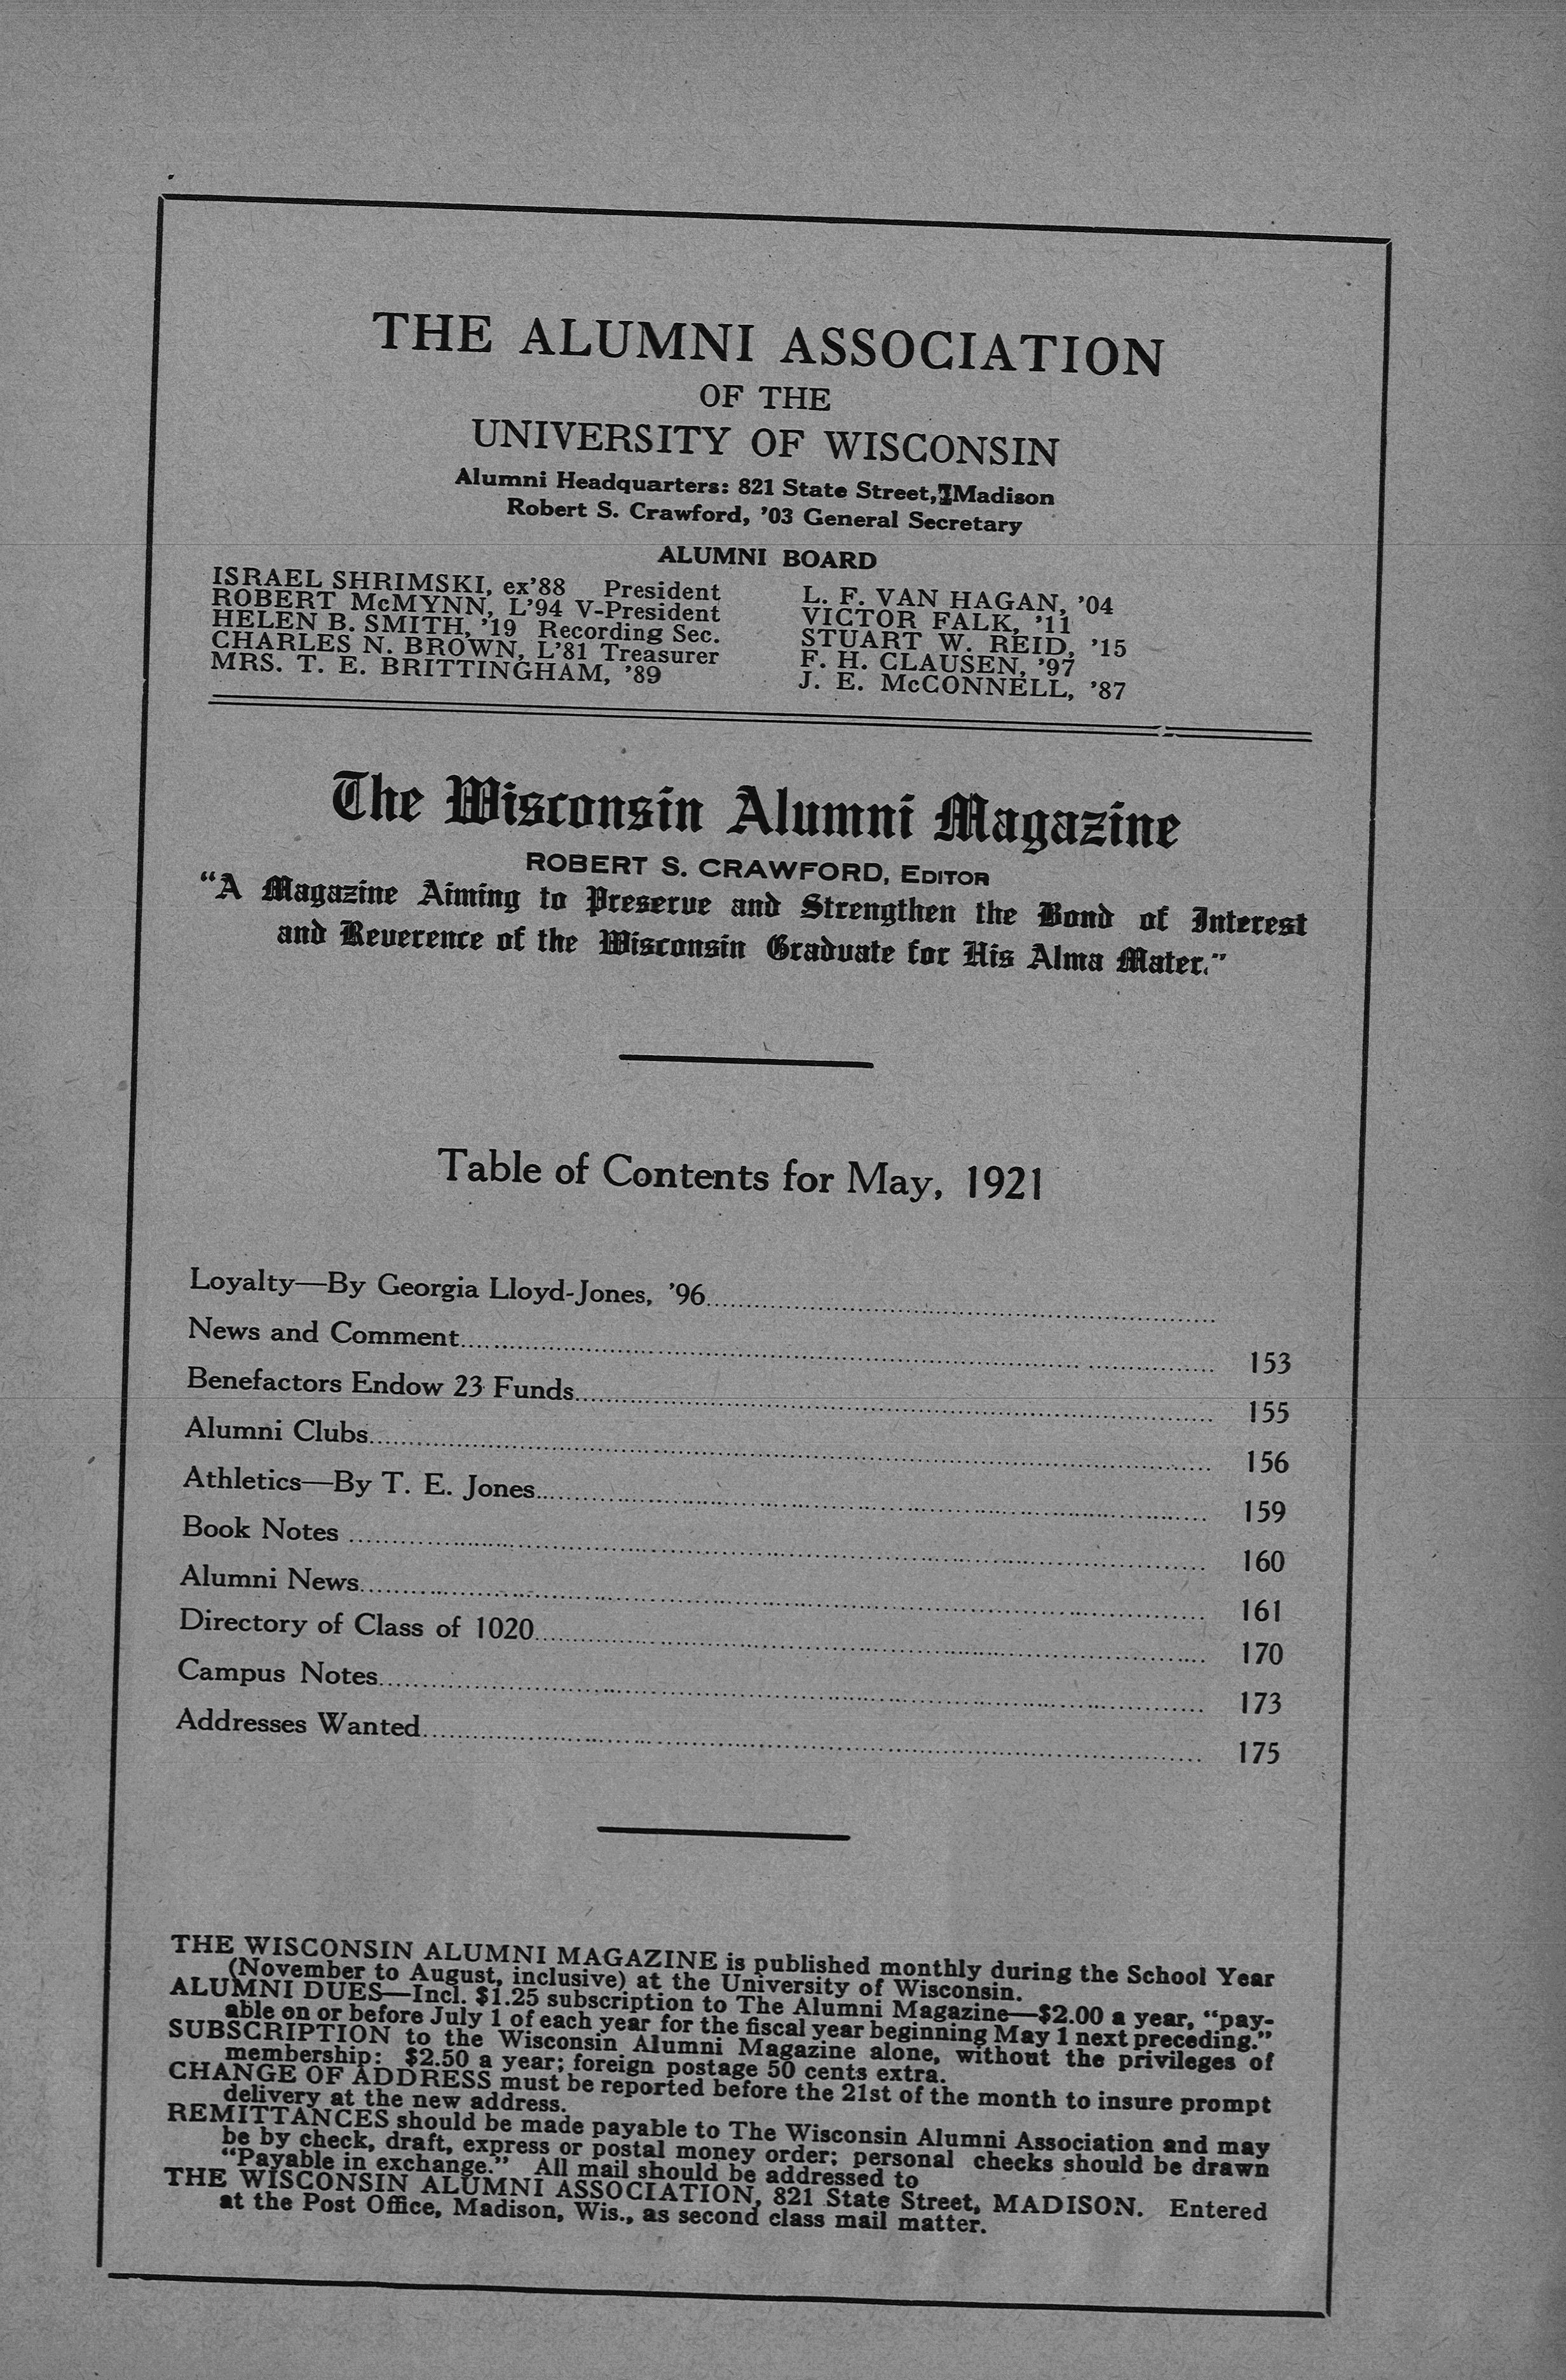 THE ALUMNI ASSOCIATION
OF THE
UNIVERSITY OF WISCONSIN
Alumni Headquarters: 821 State Street, Madison
Robert S. Crawford, '03 General Secretary
ALUMNI BOARD
ISRAEL SHRIMSKI, ex'88 President
ROBERT McMYNN, L'94 V-President
HELEN B. SMITH, '19 Recording Sec.
CHARLES N. BROWN, L'81 Treasurer
MRS. T. E. BRITTINGHAM, '89
L. F. VAN HAGAN, '04
VICTOR FALK, '11
STUART W. REID, '15
F. H. CLAUSEN, '97
J. E. McCONNELL, '87
The Wisconsin Alumni Magazine
ROBERT S. CRAWFORD, EDITOR
"A Magazine Aiming to Preserve and Strengthen the Bond of Interest
and Reverence of the Wisconsin Graduate for His Alma Mater."
Table of Contents for May, 1921
Loyalty—By Georgia Lloyd-Jones, '96
News and Comment 153
Benefactors Endow 23 Funds 155
Alumni Clubs 156
Athletics—By T. E. Jones 159
Book Notes 160
Alumni News 161
Directory of Class of 1020 170
Campus Notes 173
Addresses Wanted 175
THE WISCONSIN ALUMNI MAGAZINE is published monthly during the School Year
(November to August, inclusive) at the University of Wisconsin.
ALUMNI DUES—Incl. $1.25 subscription to The Alumni Magazine—$2.00 a year, "pay-
able on or before July 1 of each year for the fiscal year beginning May 1 next preceding."
SUBSCRIPTION to the Wisconsin Alumni Magazine alone, without the privileges of
membership: $2.50 a year; foreign postage 50 cents extra.
CHANGE OF ADDRESS must be reported before the 21st of the month to insure prompt
delivery at the new address.
REMITTANCES should be made payable to The Wisconsin Alumni Association and may
be by check, draft, express or postal money order; personal checks should be drawn
"Payable in exchange." All mail should be addressed to
THE WISCONSIN ALUMNI ASSOCIATION, 821 State Street, MADISON. Entered
at the Post Office, Madison, Wis., as second class mail matter.